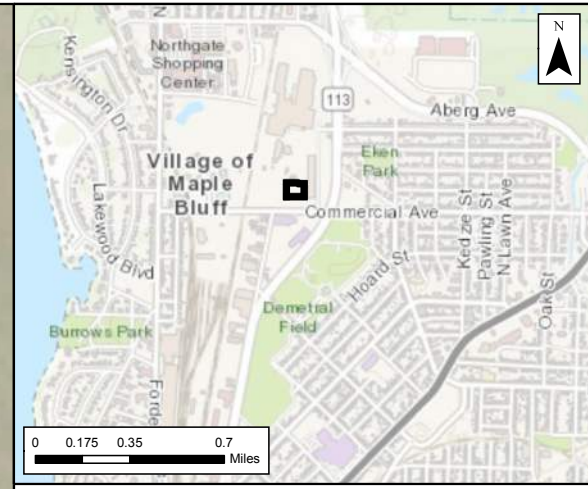 N
Northgate
Shopping
Center
N
Kensington Dr
113
Aberg Ave
Village of
Maple
Bluff
Eken
Park
Lakewood Blvd
Commercial Ave
Kedzie St
Pawling St
N Lawn Ave
Hoard St
Oak St
Demetral
Field
Burrows Park
Forde
0 0.175 0.35 0.7
Miles